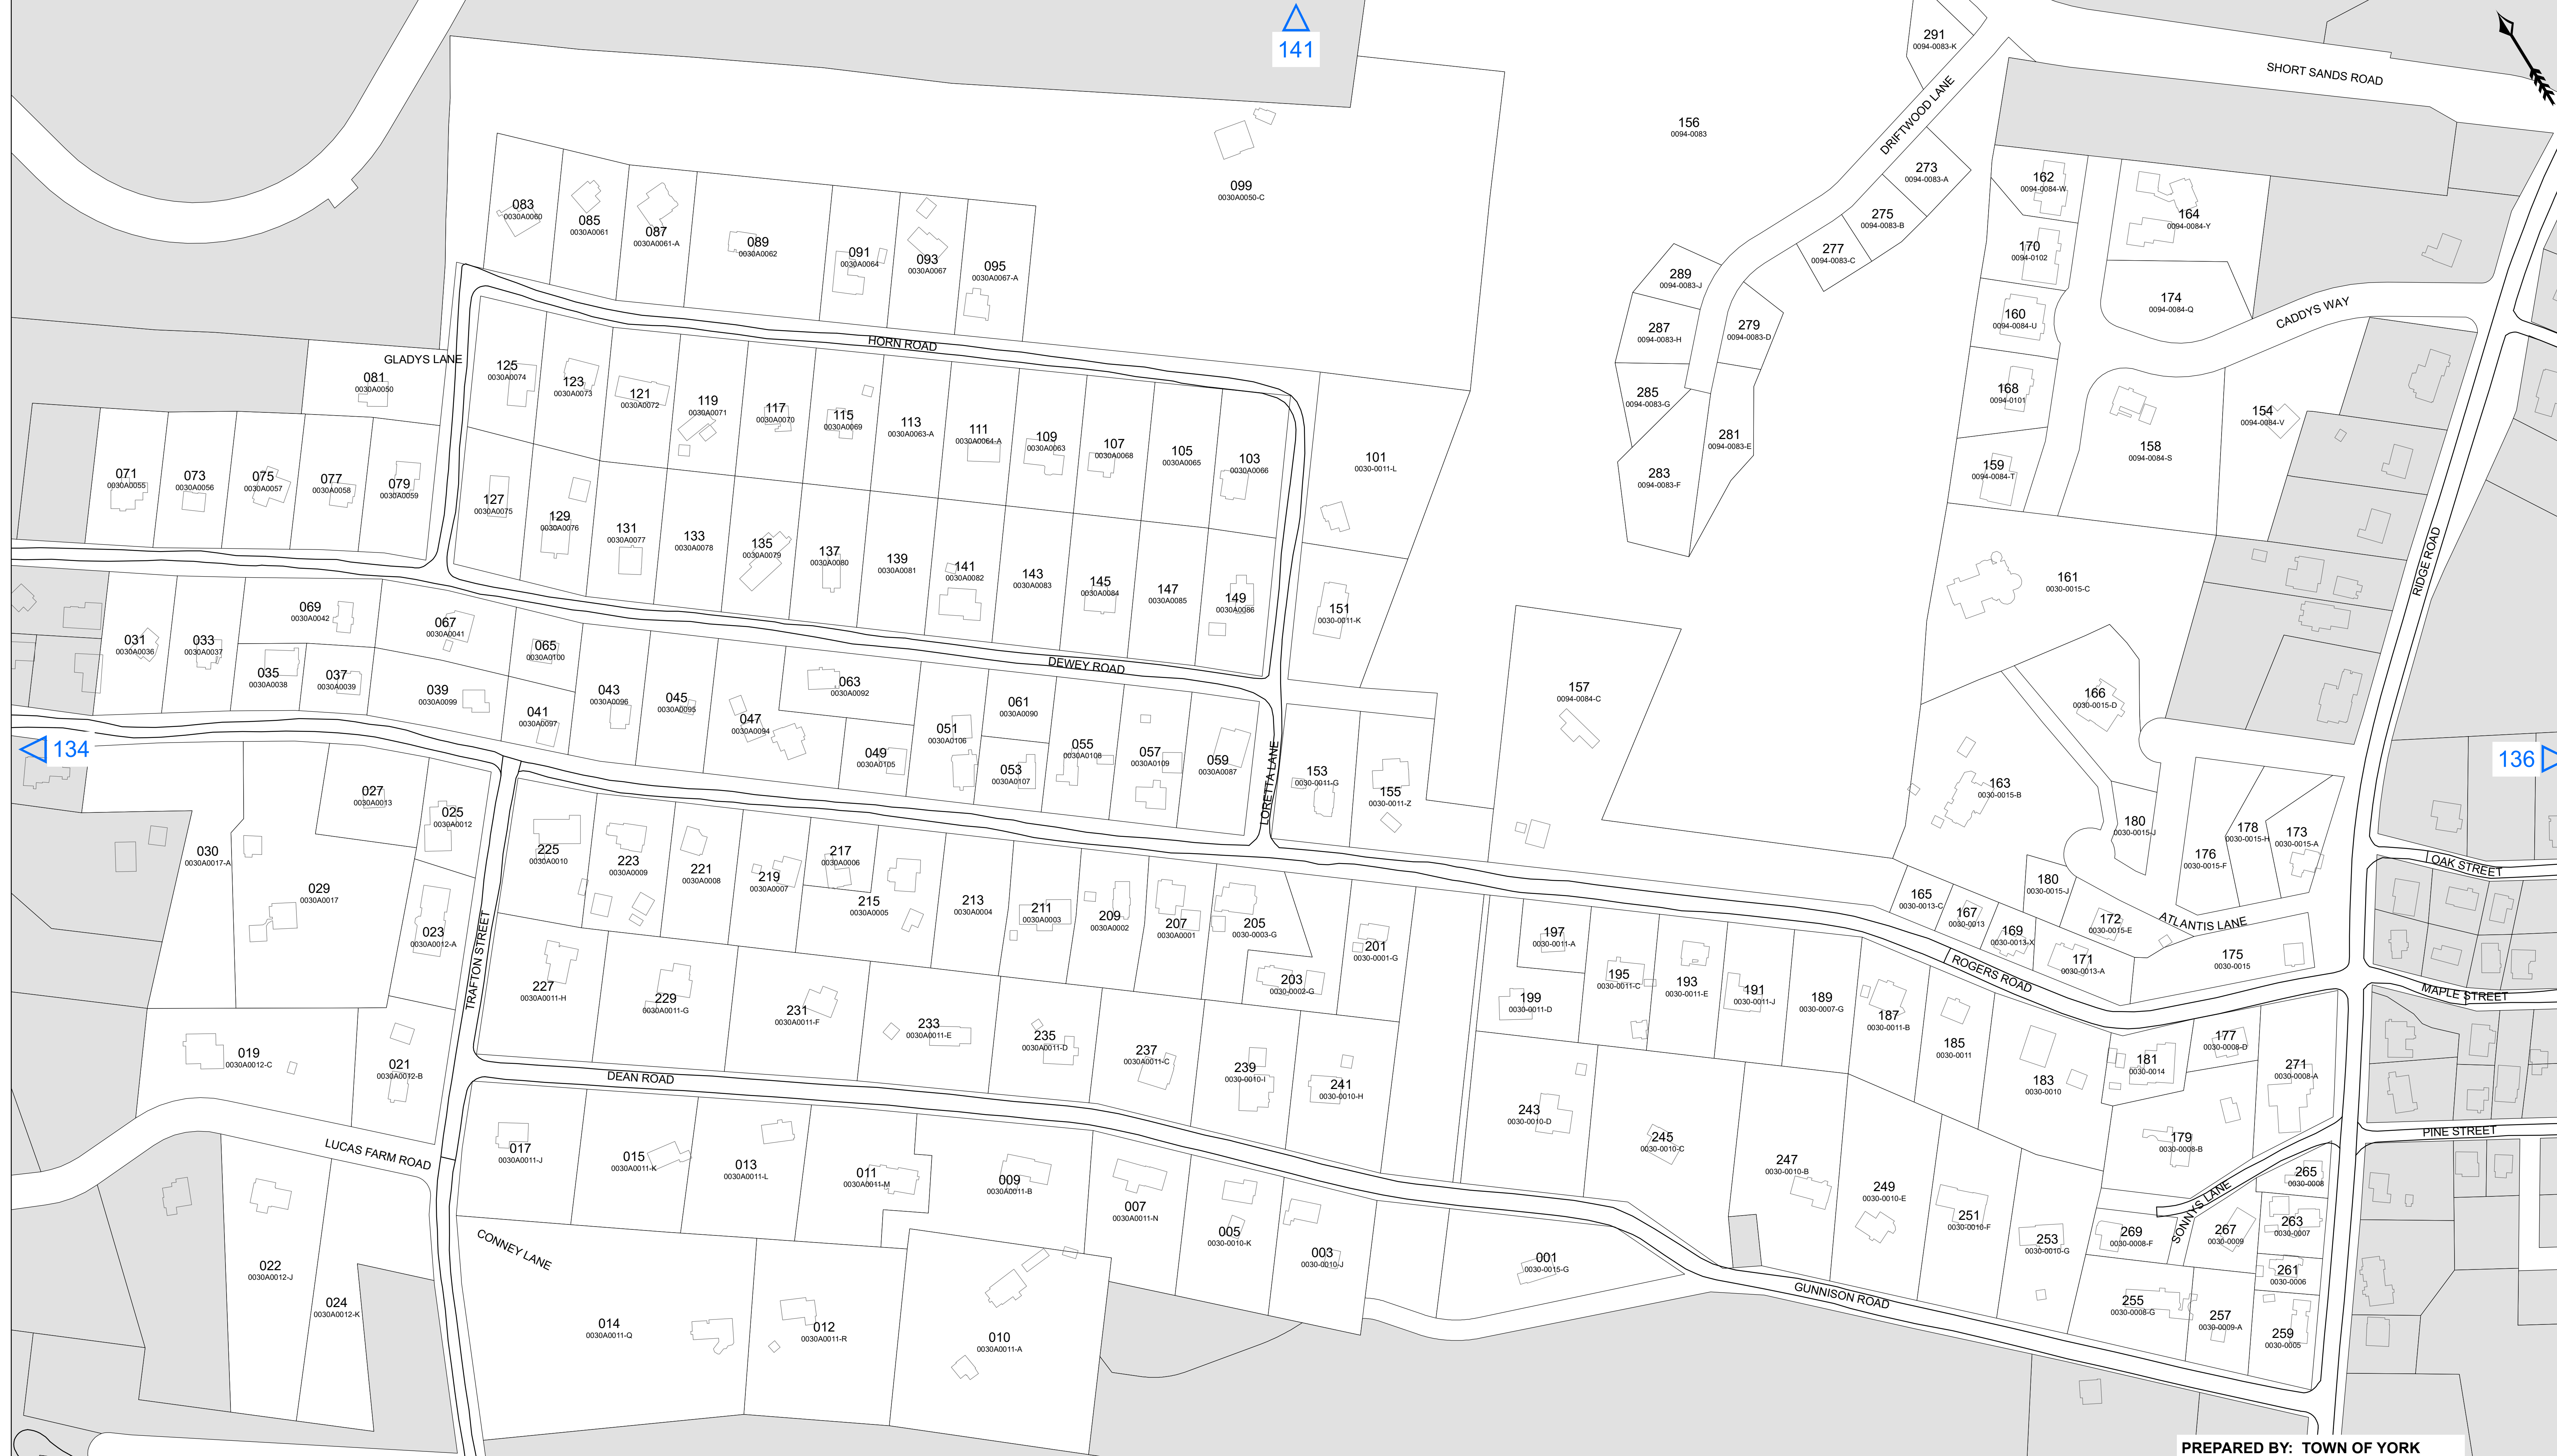 141
291
0094-0083-K
SHORT SANDS ROAD
DRIFTWOOD LANE
156
0094-0083
099
0030A0050-C
273
0094-0083-A
162
0094-0084-W
083
0030A0060
085
0030A0061
087
0030A0061-A
089
0030A0062
091
0030A0064
093
0030A0067
095
0030A0067-A
275
0094-0083-B
277
0094-0083-C
170
0094-0102
164
0094-0084-Y
289
0094-0083-J
287
0094-0083-H
279
0094-0083-D
160
0094-0084-U
174
0094-0084-Q
CADDYS WAY
GLADYS LANE
HORN ROAD
081
0030A0050
125
0030A0074
123
0030A0073
121
0030A0072
119
0030A0071
117
0030A0070
115
0030A0069
113
0030A0063-A
111
0030A0064-A
109
0030A0063
107
0030A0068
105
0030A0065
103
0030A0066
101
0030-0011-L
285
0094-0083-G
281
0094-0083-E
283
0094-0083-F
168
0094-0101
159
0094-0084-T
158
0094-0084-S
154
0094-0084-V
071
0030A0055
073
0030A0056
075
0030A0057
077
0030A0058
079
0030A0059
127
0030A0075
129
0030A0076
131
0030A0077
133
0030A0078
135
0030A0079
137
0030A0080
139
0030A0081
141
0030A0082
143
0030A0083
145
0030A0084
147
0030A0085
149
0030A0086
151
0030-0011-K
161
0030-0015-C
RIDGE ROAD
031
0030A0036
033
0030A0037
069
0030A0042
035
0030A0038
037
0030A0039
067
0030A0041
039
0030A0099
065
0030A0100
041
0030A0097
043
0030A0096
045
0030A0095
047
0030A0094
063
0030A0092
049
0030A0105
051
0030A0106
061
0030A0090
053
0030A0107
055
0030A0108
057
0030A0109
059
0030A0087
DEWEY ROAD
LORETTA LANE
153
0030-0011-G
155
0030-0011-Z
157
0094-0084-C
166
0030-0015-D
163
0030-0015-B
134
136
180
0030-0015-J
176
0030-0015-F
178
0030-0015-H
173
0030-0015-A
OAK STREET
027
0030A0013
025
0030A0012
030
0030A0017-A
029
0030A0017
023
0030A0012-A
TRAFTON STREET
225
0030A0010
223
0030A0009
221
0030A0008
219
0030A0007
217
0030A0006
215
0030A0005
213
0030A0004
211
0030A0003
209
0030A0002
207
0030A0001
205
0030-0003-G
203
0030-0002-G
201
0030-0001-G
197
0030-0011-A
199
0030-0011-D
195
0030-0011-C
193
0030-0011-E
191
0030-0011-J
189
0030-0007-G
187
0030-0011-B
185
0030-0011
183
0030-0010
165
0030-0013-C
167
0030-0013
169
0030-0013-X
180
0030-0015-J
171
0030-0013-A
172
0030-0015-E
ATLANTIS LANE
175
0030-0015
ROGERS ROAD
MAPLE STREET
019
0030A0012-C
021
0030A0012-B
227
0030A0011-H
229
0030A0011-G
231
0030A0011-F
233
0030A0011-E
235
0030A0011-D
237
0030A0011-C
239
0030-0010-I
241
0030-0010-H
243
0030-0010-D
245
0030-0010-C
247
0030-0010-B
249
0030-0010-E
251
0030-0010-F
253
0030-0010-G
181
0030-0014
177
0030-0008-D
271
0030-0008-A
179
0030-0008-B
PINE STREET
DEAN ROAD
LUCAS FARM ROAD
017
0030A0011-J
015
0030A0011-K
013
0030A0011-L
011
0030A0011-M
009
0030A0011-B
007
0030A0011-N
005
0030-0010-K
003
0030-0010-J
001
0030-0015-G
SONNYS LANE
265
0030-0008
263
0030-0007
267
0030-0009
269
0030-0008-F
261
0030-0006
255
0030-0008-G
257
0030-0009-A
259
0030-0005
GUNNISON ROAD
CONNEY LANE
022
0030A0012-J
024
0030A0012-K
014
0030A0011-Q
012
0030A0011-R
010
0030A0011-A
PREPARED BY: TOWN OF YORK